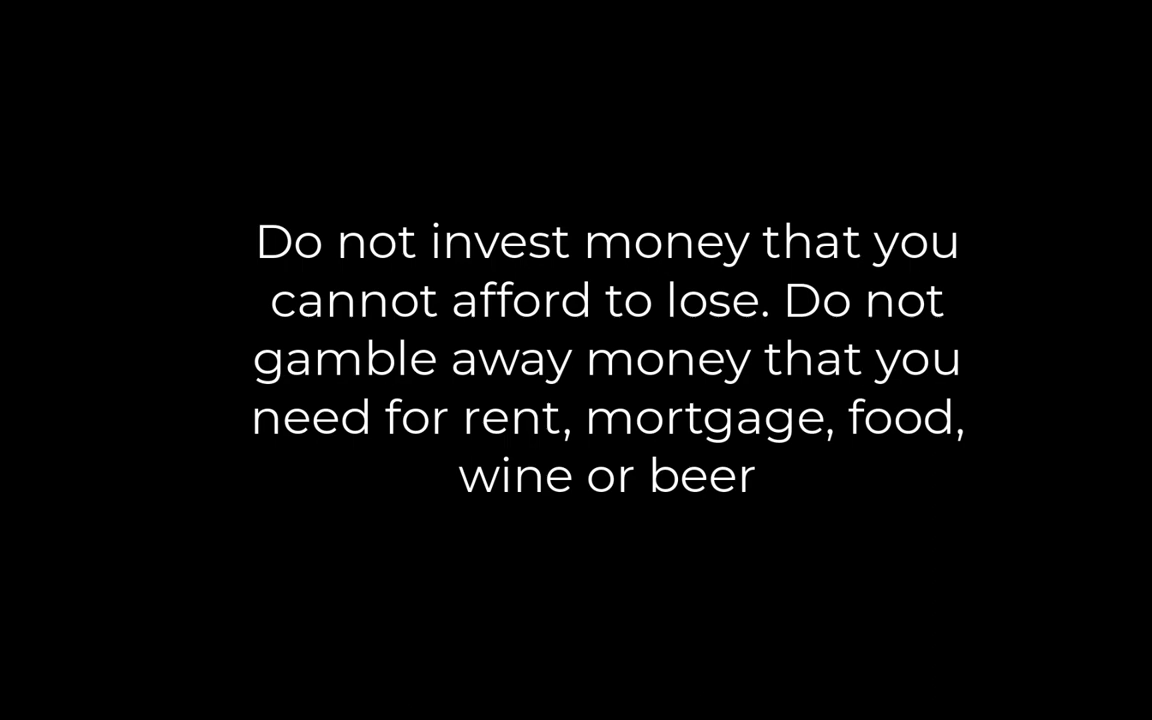 Do not invest money that you
cannot afford to lose. Do not
gamble away money that you
need for rent, mortgage, food,
wine or beer